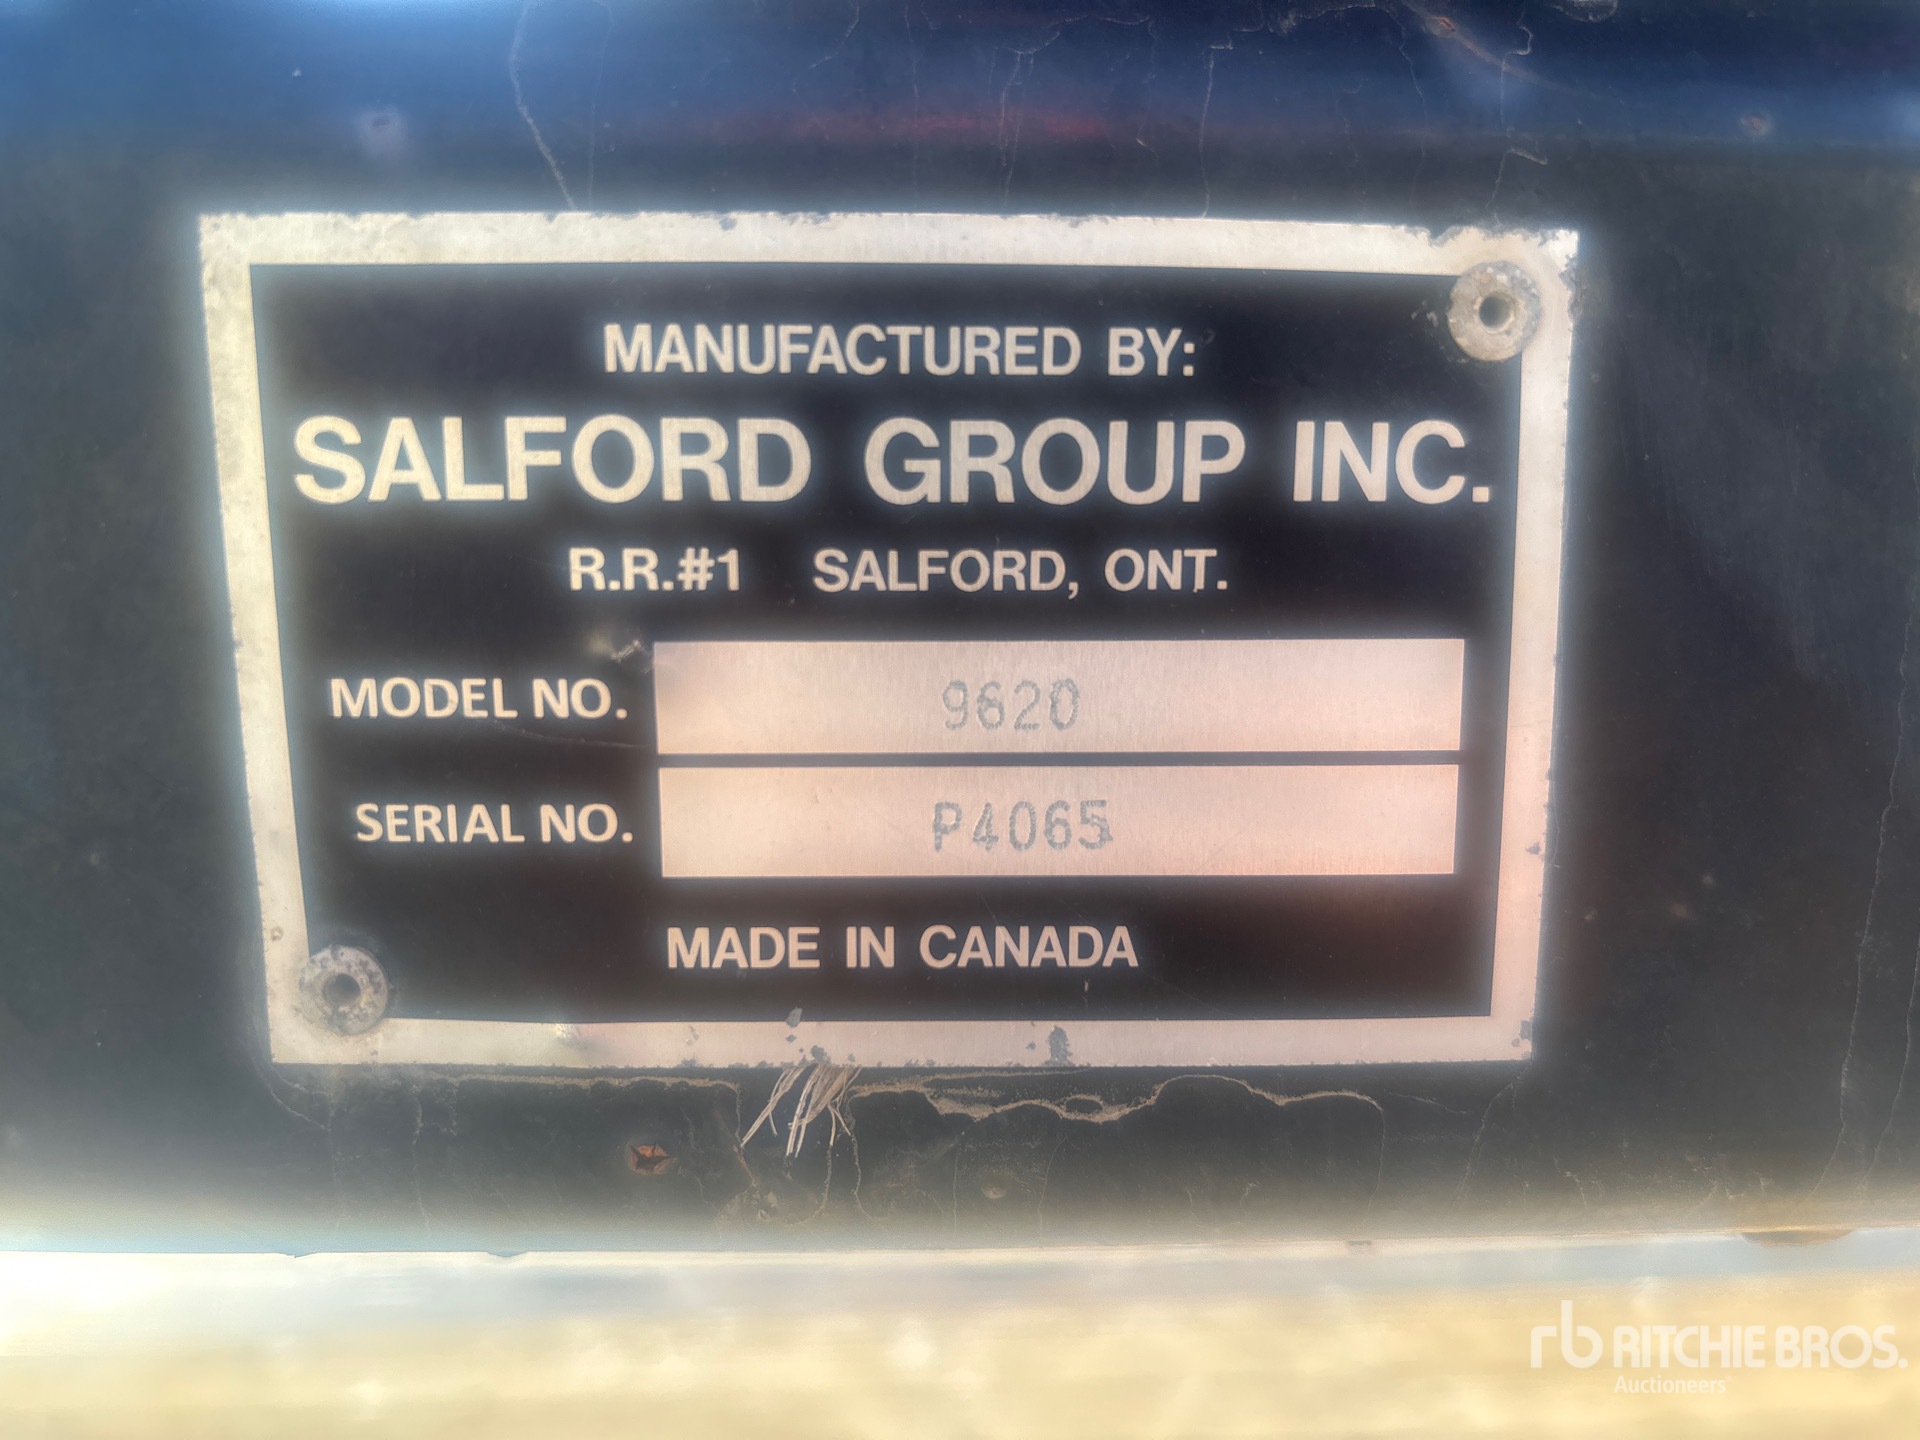 MANUFACTURED BY:
SALFORD GROUP INC.
R.R.#1 SALFORD, ONT.
MODEL NO. 9620
SERIAL NO. P4065
MADE IN CANADA
rb RITCHIE BROS.
Auctioneers